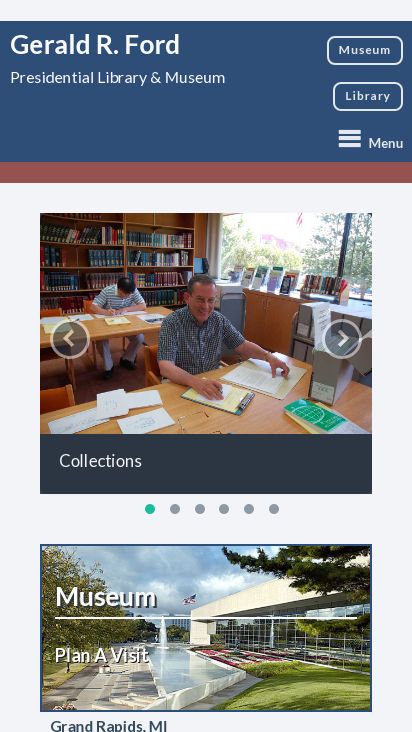 Gerald R. Ford
Presidential Library & Museum
Museum
Library
Menu
Collections
Museum
Plan A Visit
Grand Rapids, MI